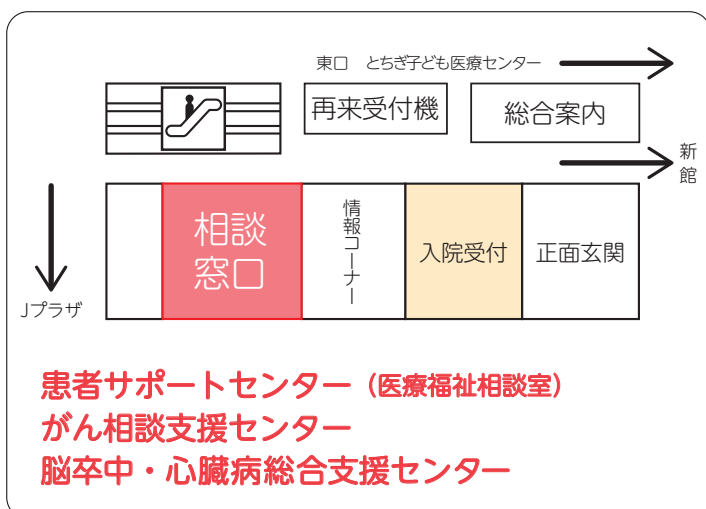 東口　とちぎ子ども医療センター
再来受付機
総合案内
新館
相談窓口
情報コーナー
入院受付
正面玄関
Jプラザ
患者サポートセンター（医療福祉相談室）
がん相談支援センター
脳卒中・心臓病総合支援センター